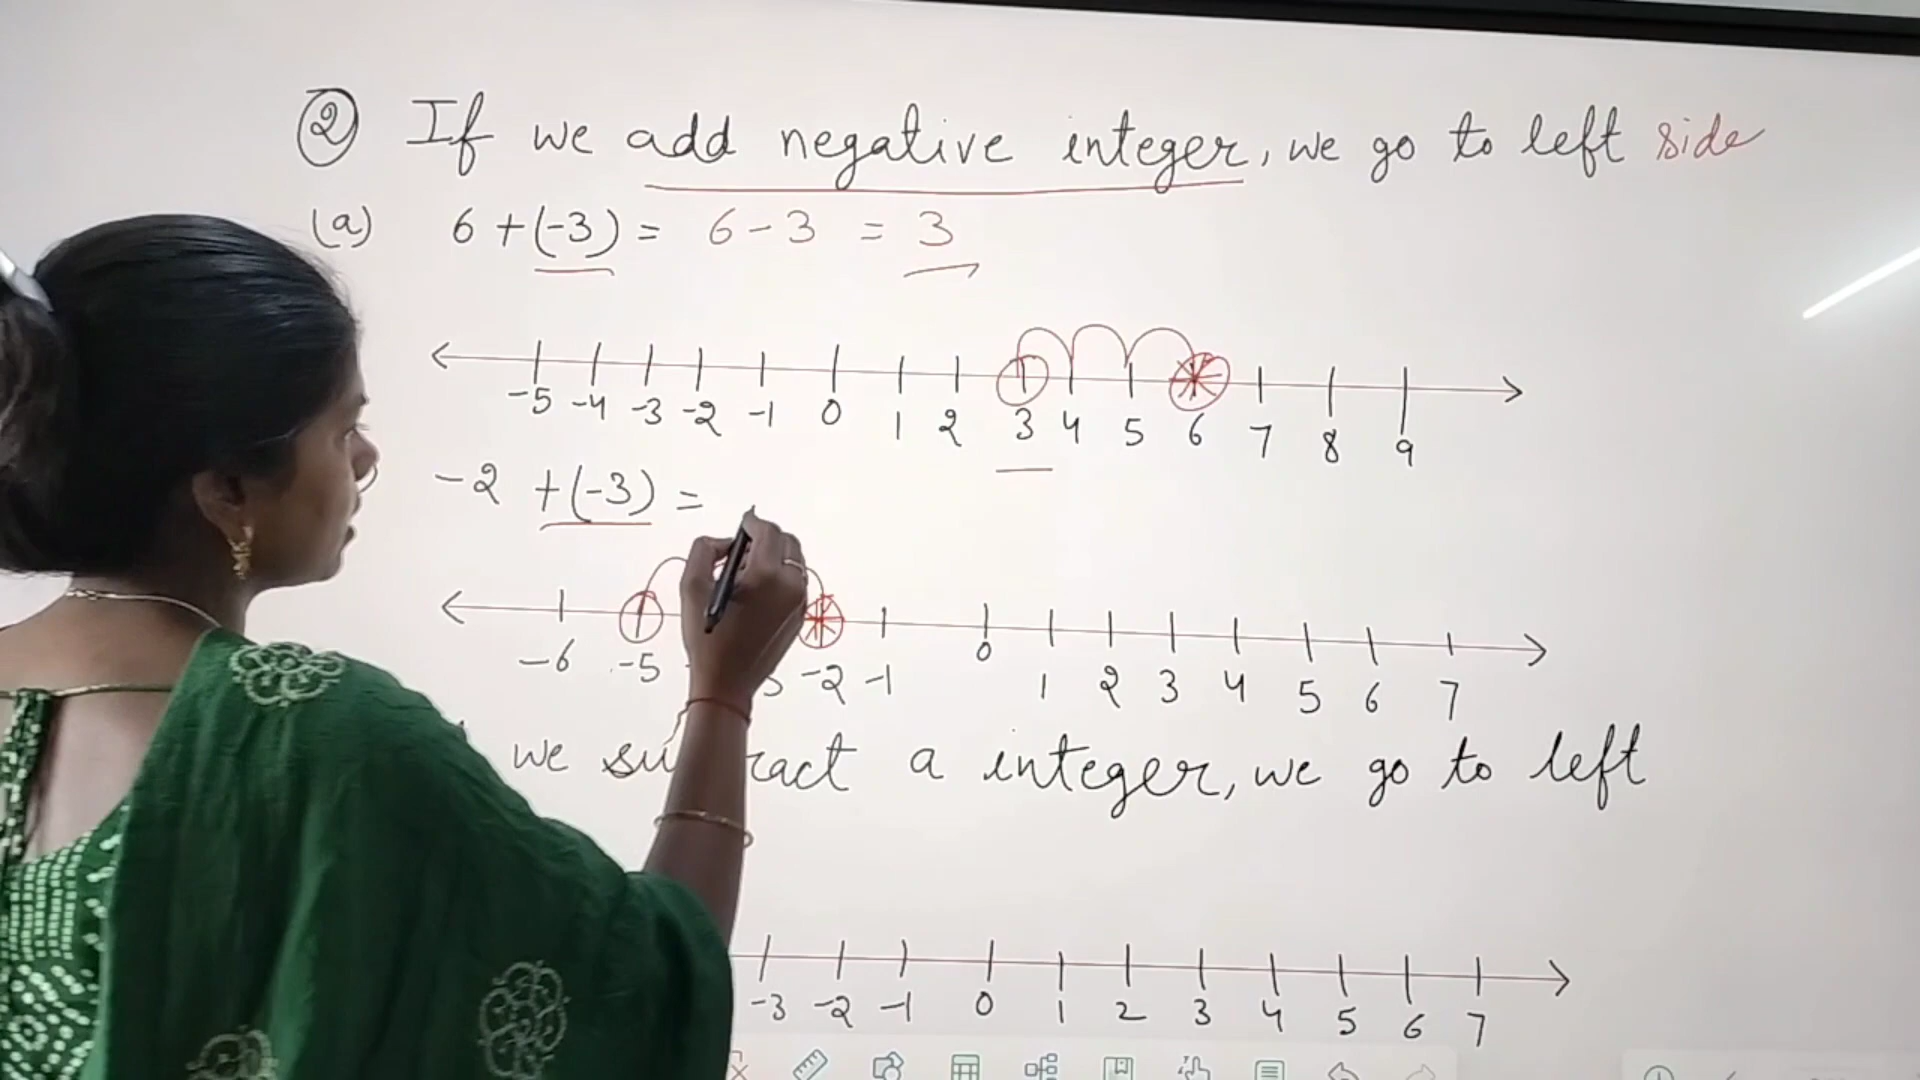 ② If we add negative integer, we go to left side
(a) 6 + (-3) = 6 - 3 = 3
-5 -4 -3 -2 -1 0 1 2 3 4 5 6 7 8 9
-2 + (-3) =
-6 -5 -2 -1 0 1 2 3 4 5 6 7
we subtract a integer, we go to left
-3 -2 -1 0 1 2 3 4 5 6 7